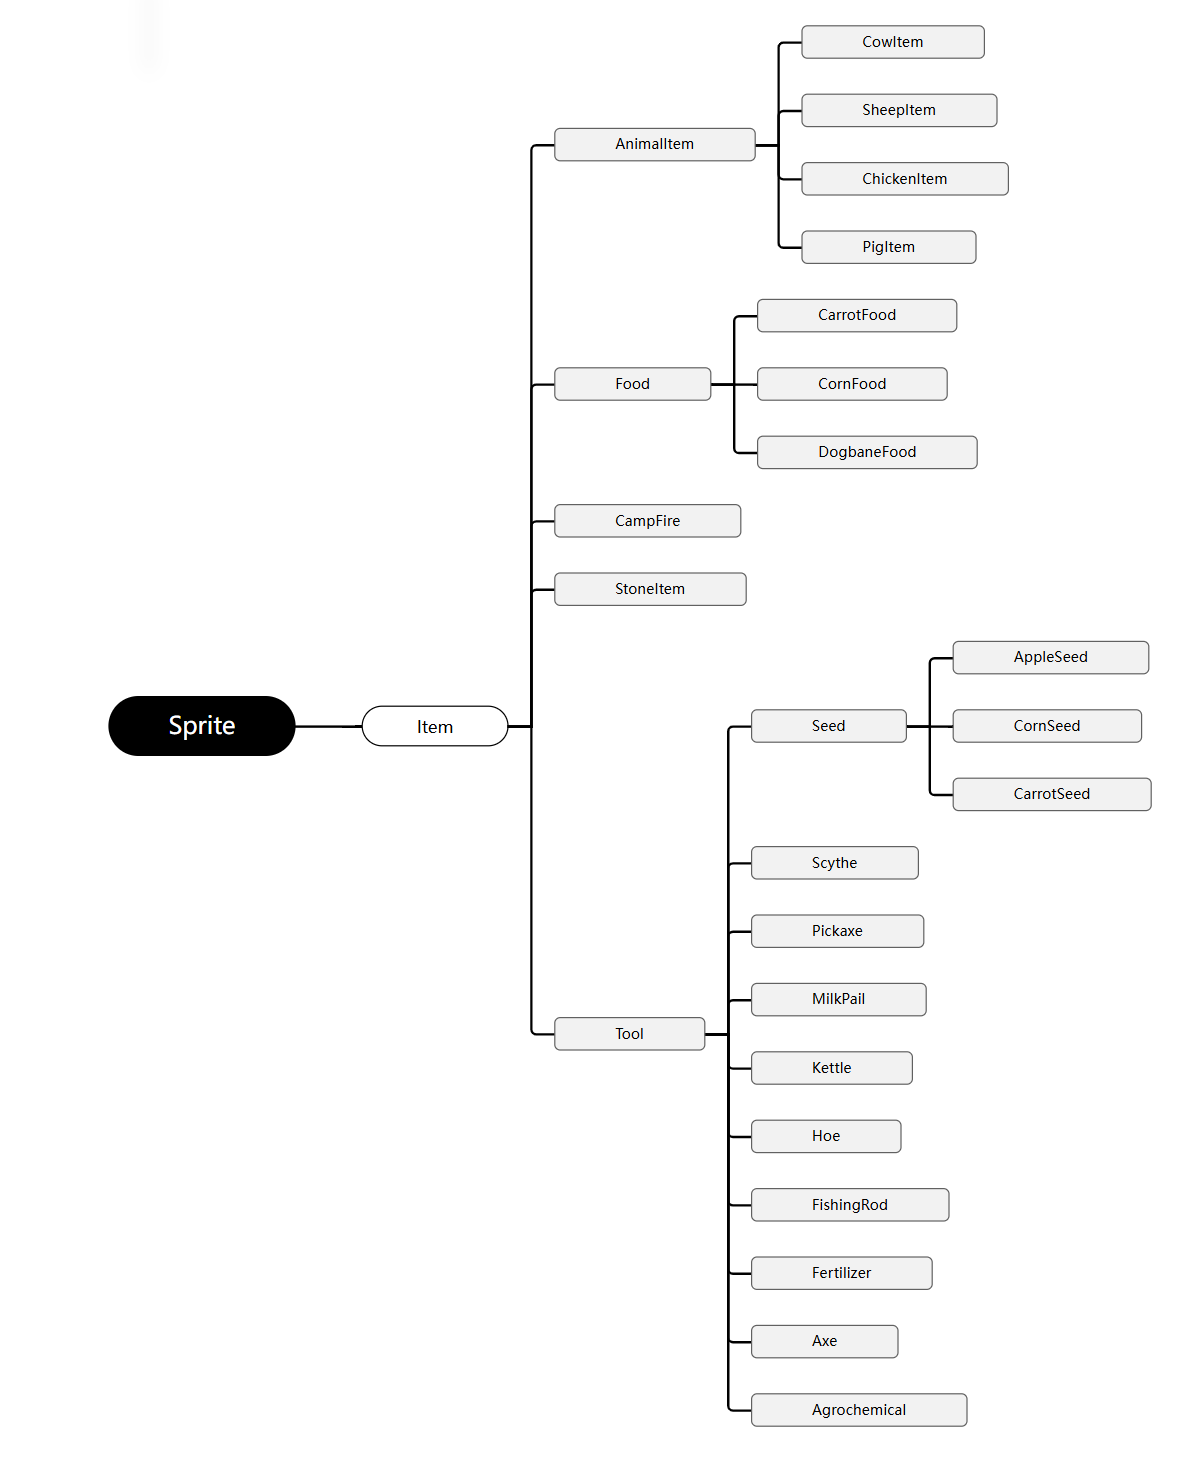 Sprite
Item
AnimalItem
CowItem
SheepItem
ChickenItem
PigItem
Food
CarrotFood
CornFood
DogbaneFood
CampFire
StoneItem
Tool
Seed
AppleSeed
CornSeed
CarrotSeed
Scythe
Pickaxe
MilkPail
Kettle
Hoe
FishingRod
Fertilizer
Axe
Agrochemical